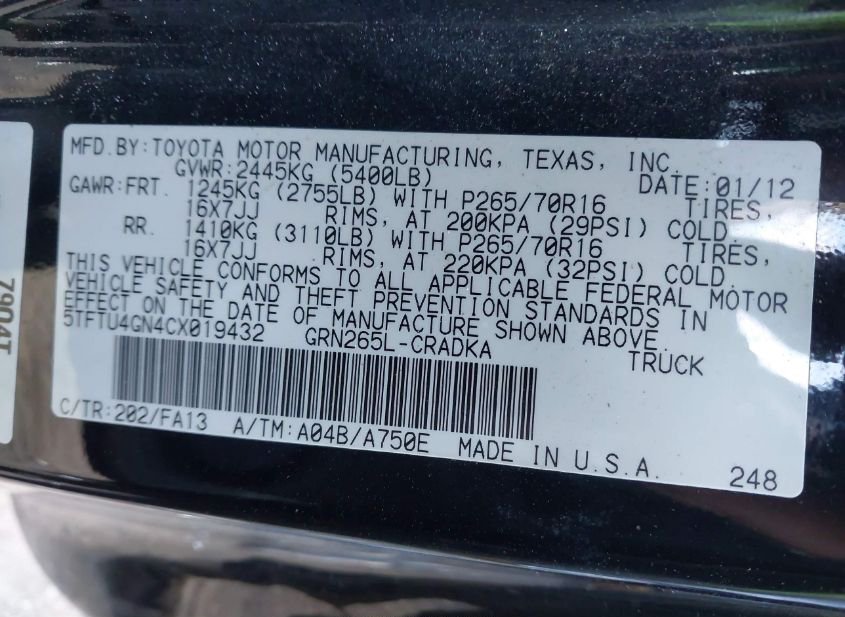 MFD.BY:TOYOTA MOTOR MANUFACTURING, TEXAS, INC.
GVWR:2445KG (5400LB) DATE:01/12
GAWR:FRT. 1245KG (2755LB) WITH P265/70R16 TIRES,
16X7JJ RIMS, AT 200KPA (29PSI) COLD.
RR. 1410KG (3110LB) WITH P265/70R16 TIRES,
16X7JJ RIMS, AT 220KPA (32PSI) COLD.
THIS VEHICLE CONFORMS TO ALL APPLICABLE FEDERAL MOTOR
VEHICLE SAFETY AND THEFT PREVENTION STANDARDS IN
EFFECT ON THE DATE OF MANUFACTURE SHOWN ABOVE.
5TFTU4GN4CX019432 GRN265L-CRADKA TRUCK
C/TR:202/FA13 A/TM:A04B/A750E MADE IN U.S.A.
248
7904T